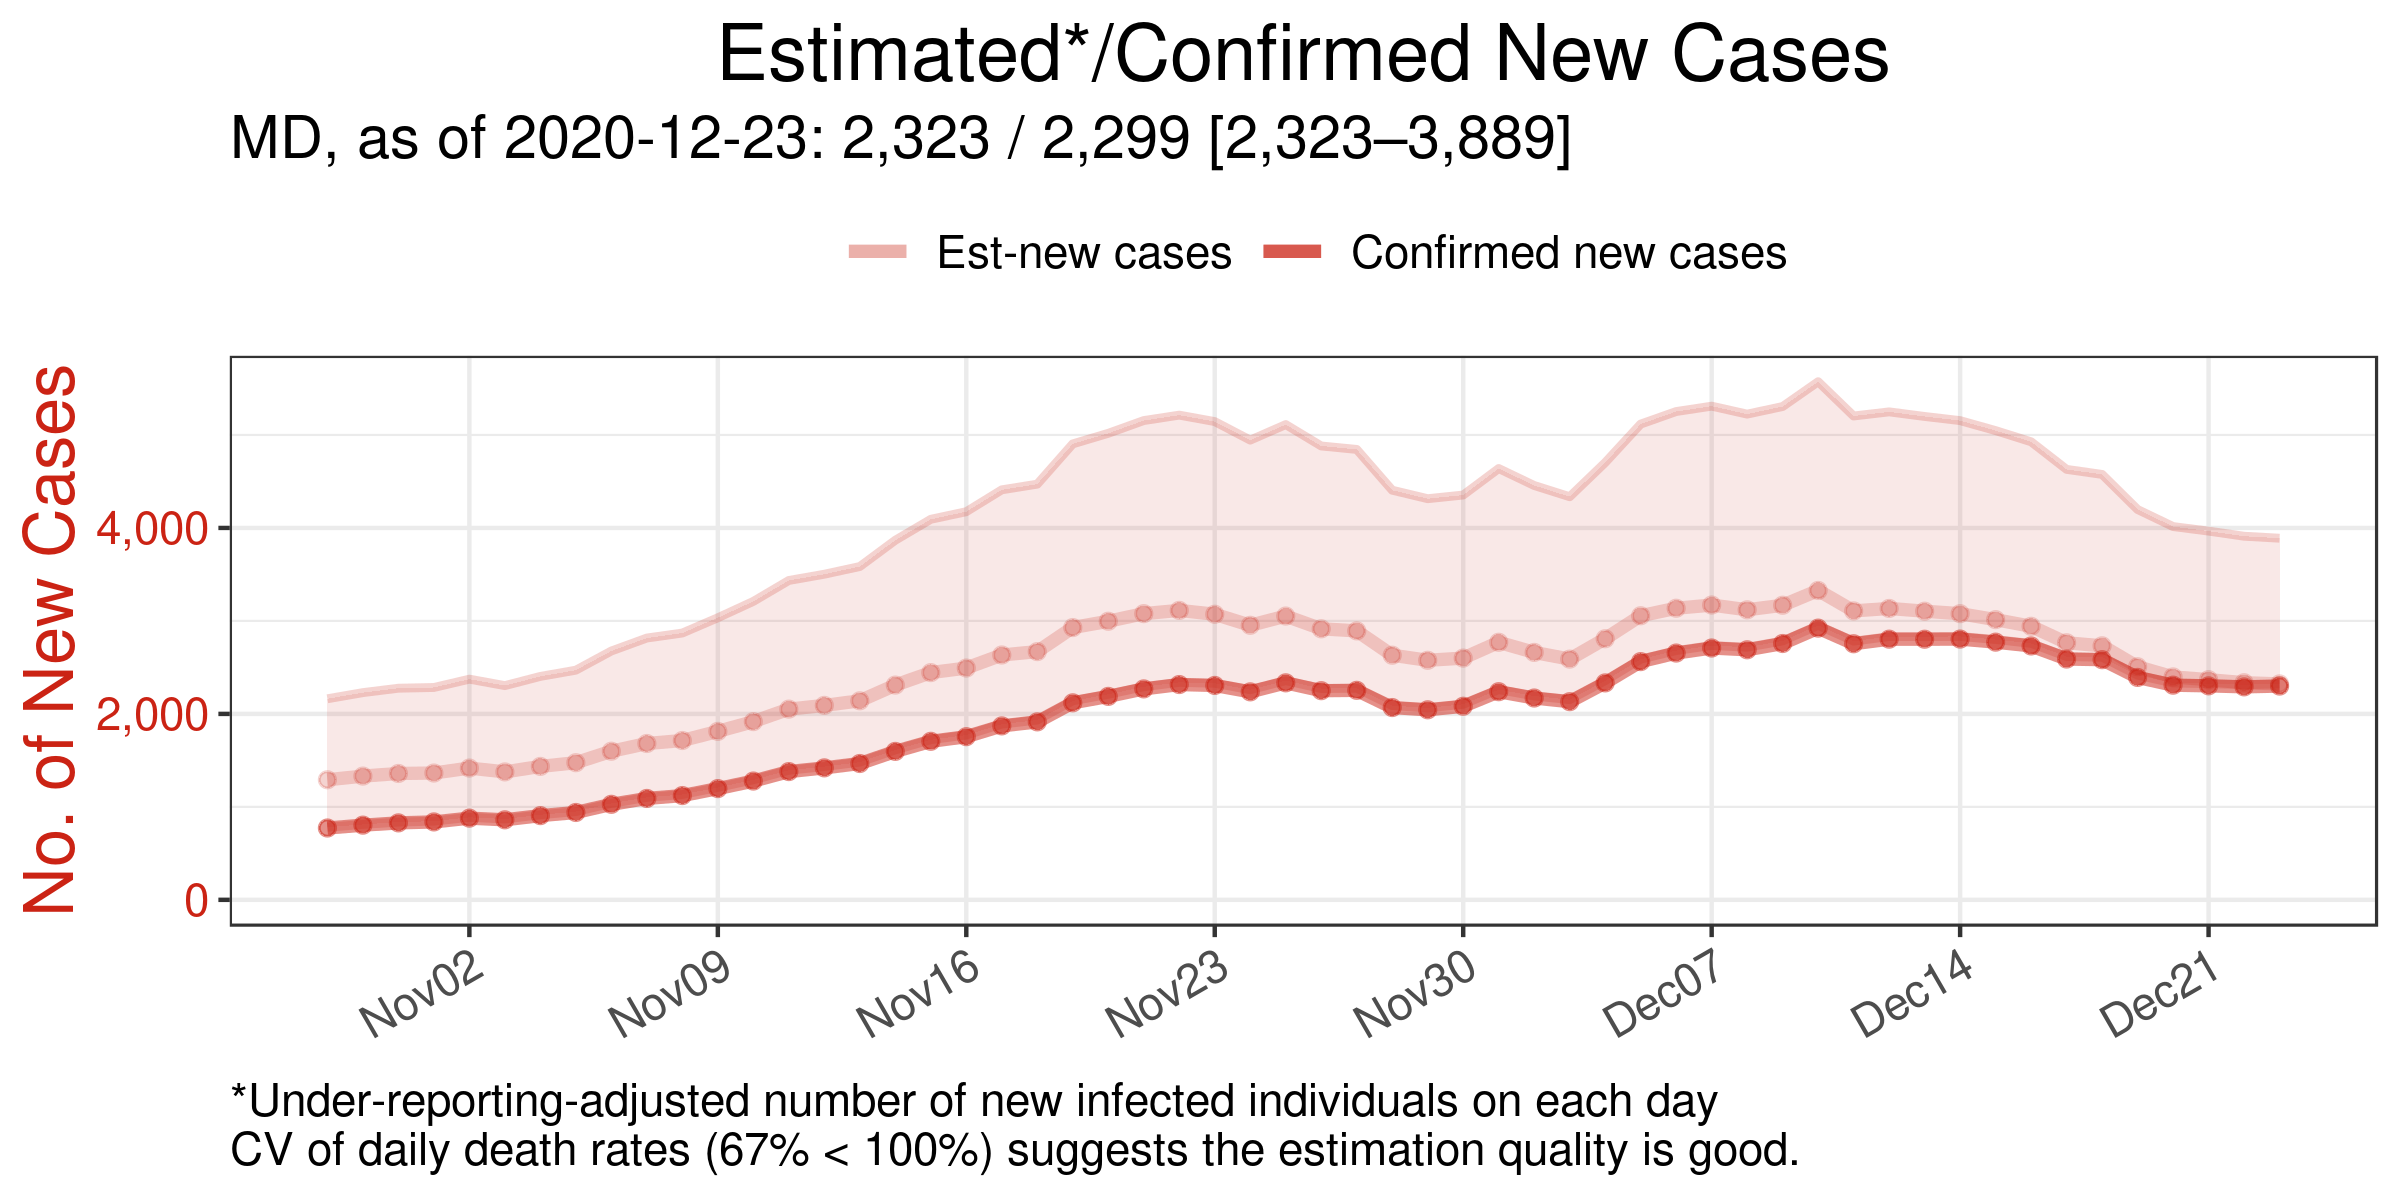 Estimated*/Confirmed New Cases
MD, as of 2020-12-23: 2,323 / 2,299 [2,323–3,889]
Est-new cases
Confirmed new cases
No. of New Cases
4,000
2,000
0
Nov02
Nov09
Nov16
Nov23
Nov30
Dec07
Dec14
Dec21
*Under-reporting-adjusted number of new infected individuals on each day
CV of daily death rates (67% < 100%) suggests the estimation quality is good.